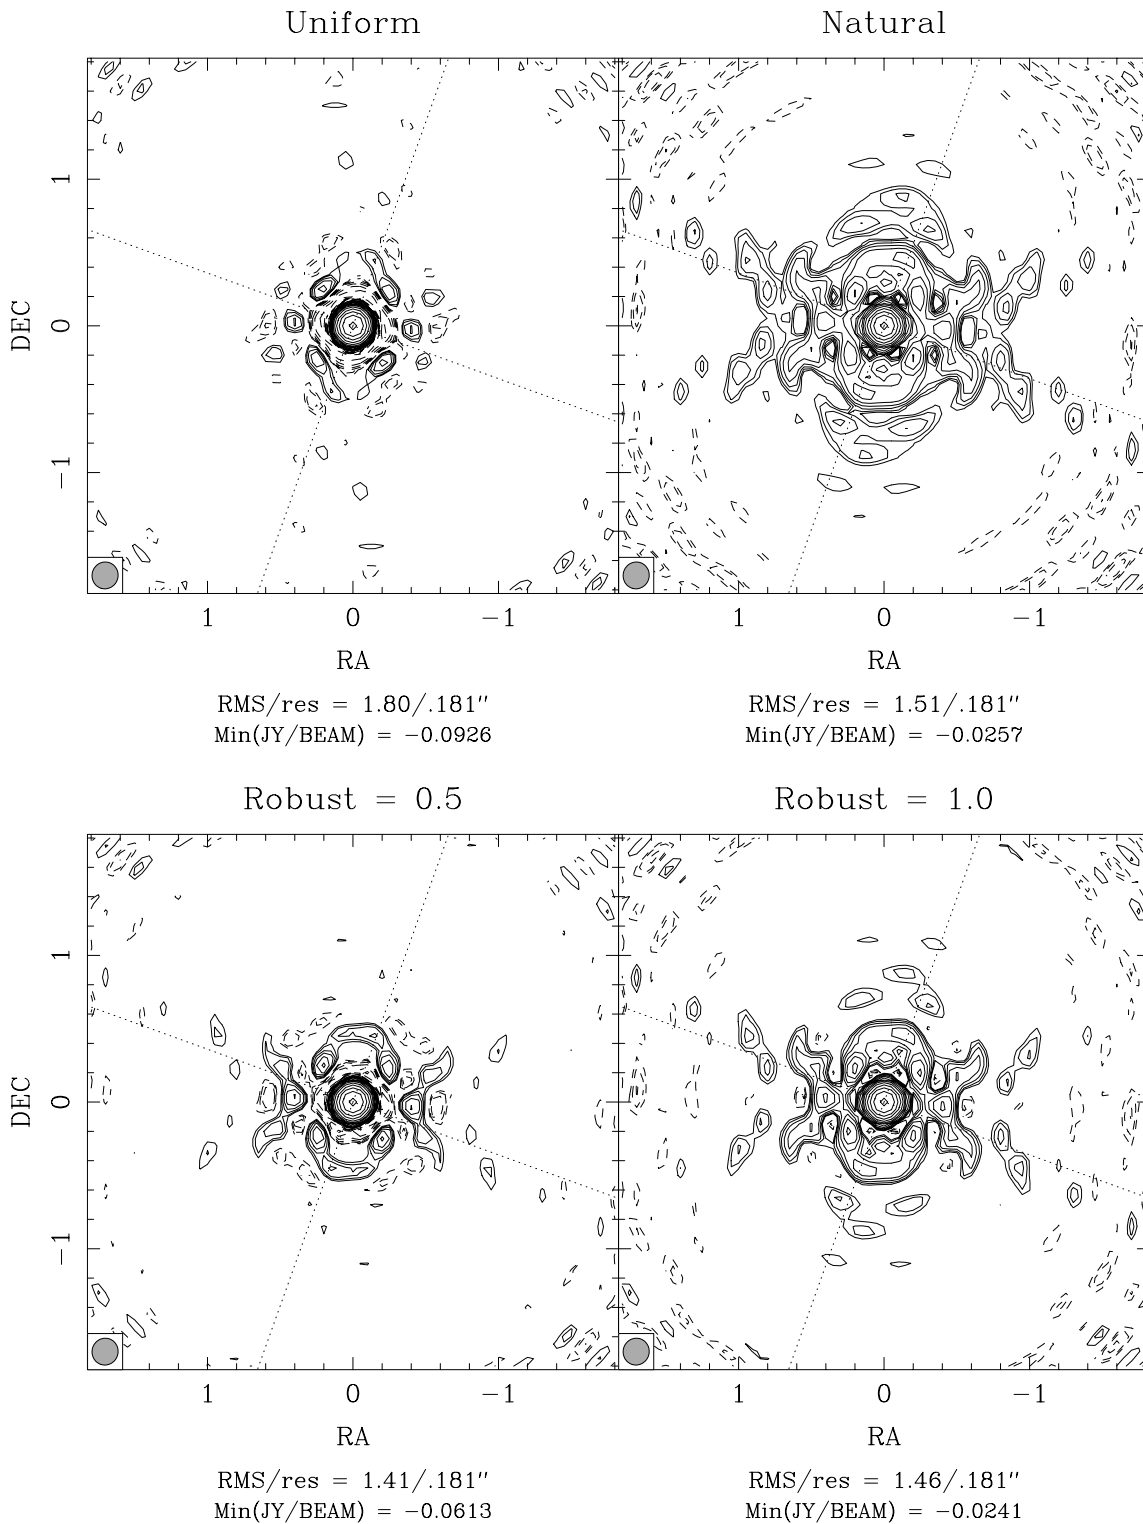 Uniform
Natural
DEC
1
0
−1
1
0
−1
1
0
−1
RA
RA
RMS/res = 1.80/.181″
Min(JY/BEAM) = −0.0926
RMS/res = 1.51/.181″
Min(JY/BEAM) = −0.0257
Robust = 0.5
Robust = 1.0
DEC
1
0
−1
1
0
−1
1
0
−1
RA
RA
RMS/res = 1.41/.181″
Min(JY/BEAM) = −0.0613
RMS/res = 1.46/.181″
Min(JY/BEAM) = −0.0241